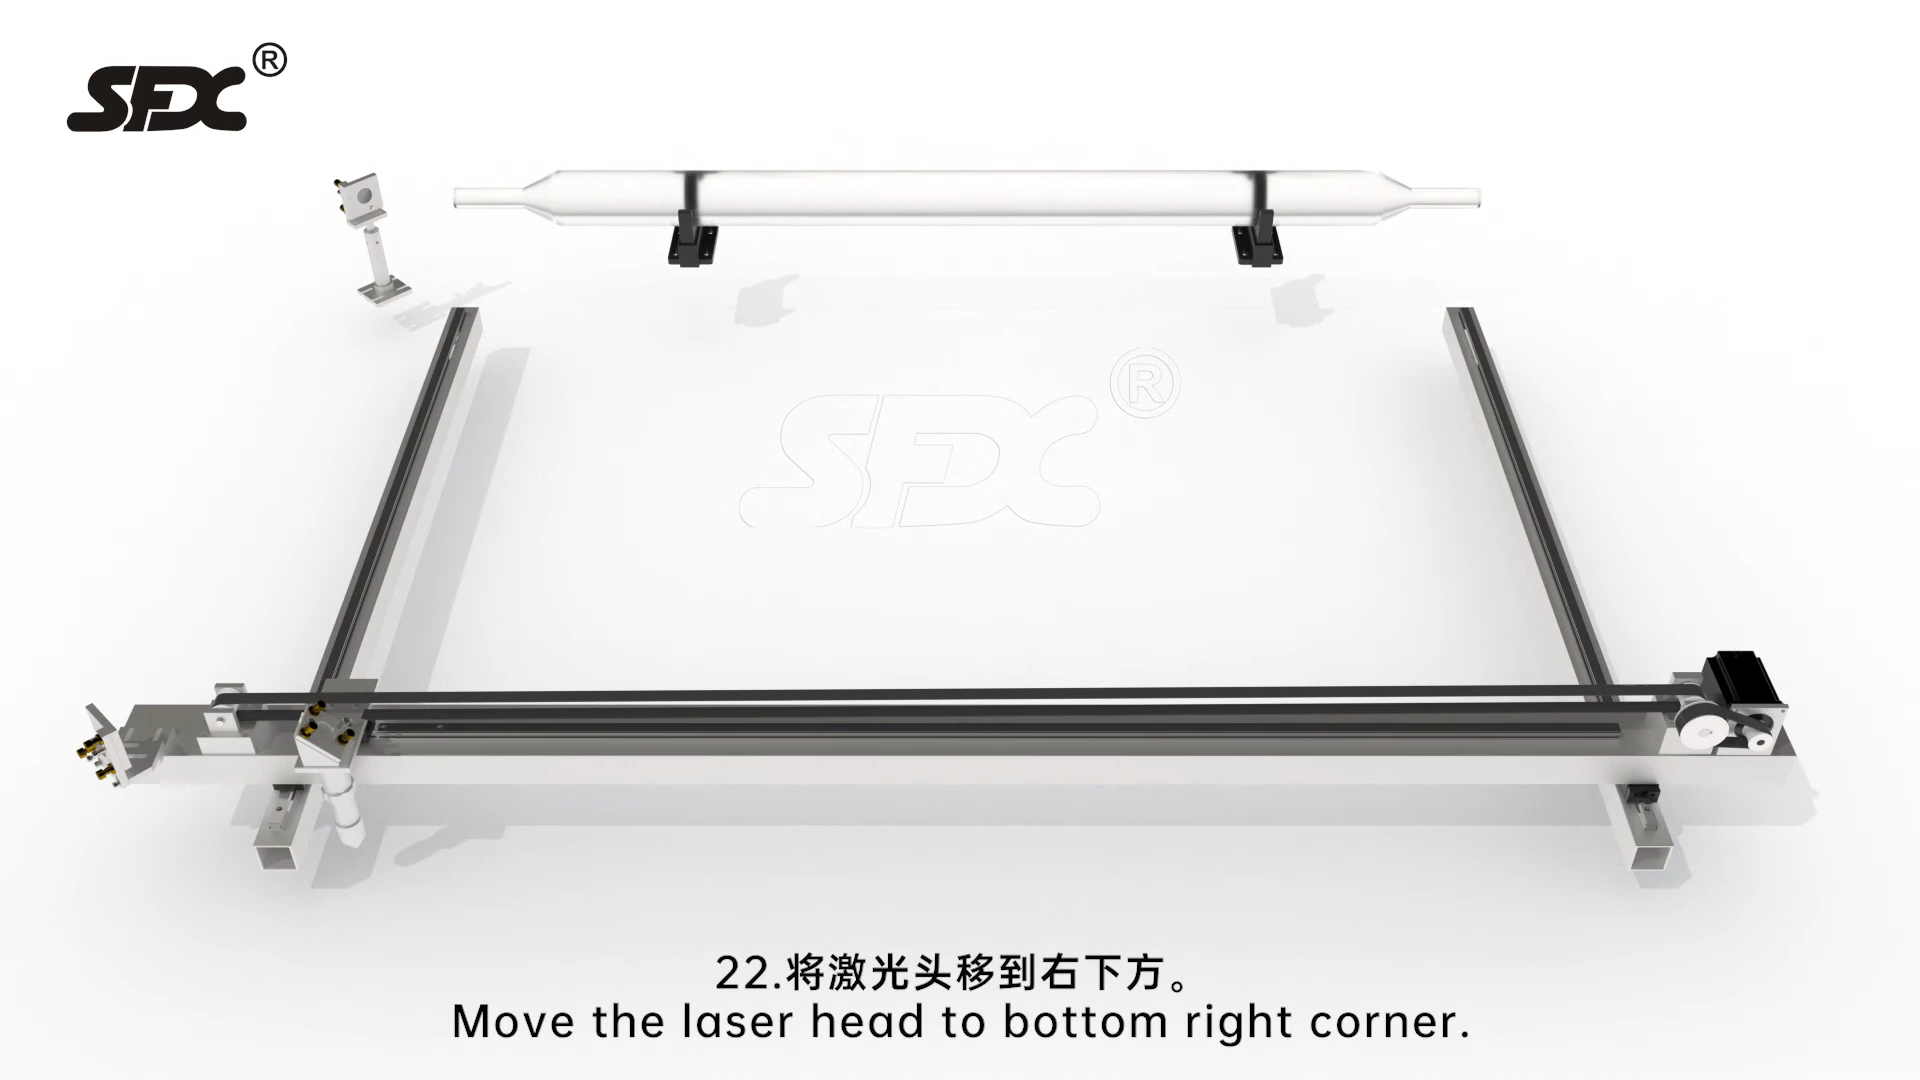 SFX®
SFX®
22.将激光头移到右下方。
Move the laser head to bottom right corner.